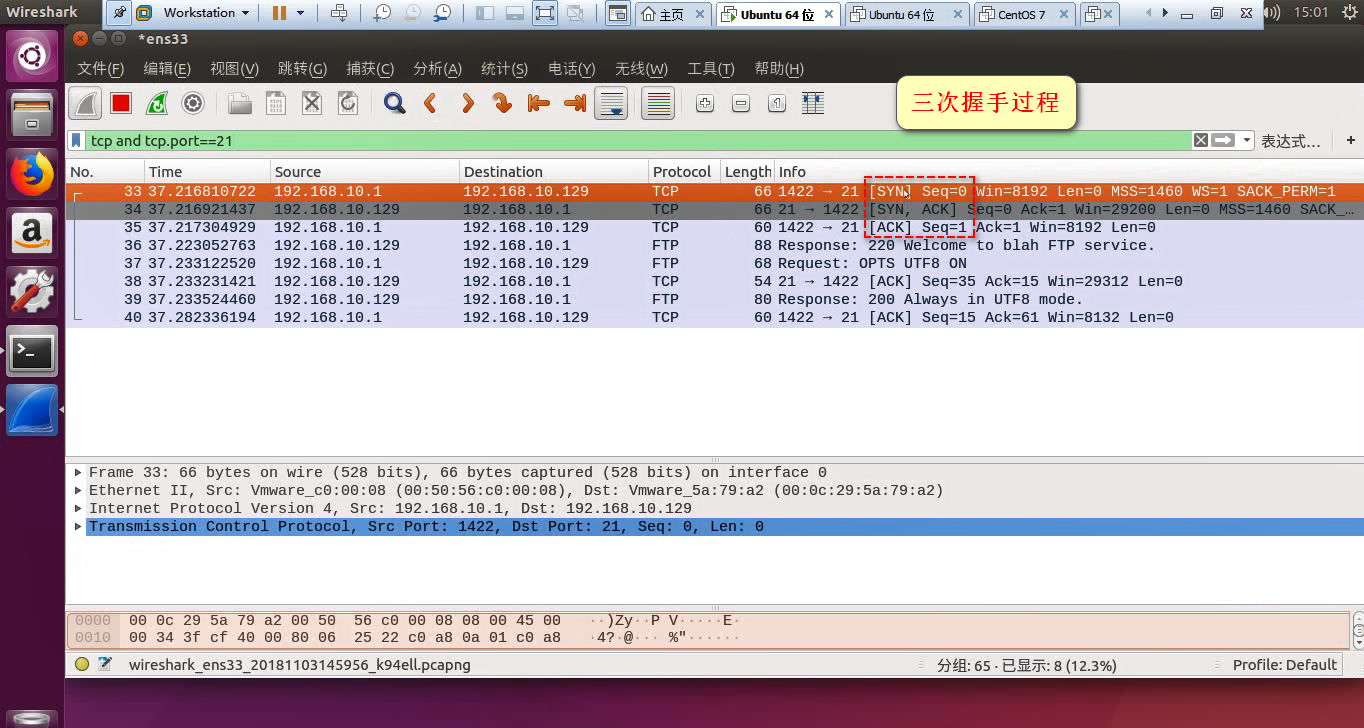 Wireshark Workstation 主页 Ubuntu 64 位 Ubuntu 64 位 CentOS 7 15:01
*ens33
文件(F) 编辑(E) 视图(V) 跳转(G) 捕获(C) 分析(A) 统计(S) 电话(Y) 无线(W) 工具(T) 帮助(H)
三次握手过程
tcp and tcp.port==21 表达式… +
No. Time Source Destination Protocol Length Info
33 37.216810722 192.168.10.1 192.168.10.129 TCP 66 1422 → 21 [SYN] Seq=0 Win=8192 Len=0 MSS=1460 WS=1 SACK_PERM=1
34 37.216921437 192.168.10.129 192.168.10.1 TCP 66 21 → 1422 [SYN, ACK] Seq=0 Ack=1 Win=29200 Len=0 MSS=1460 SACK_…
35 37.217304929 192.168.10.1 192.168.10.129 TCP 60 1422 → 21 [ACK] Seq=1 Ack=1 Win=8192 Len=0
36 37.223052763 192.168.10.129 192.168.10.1 FTP 88 Response: 220 Welcome to blah FTP service.
37 37.233122520 192.168.10.1 192.168.10.129 FTP 68 Request: OPTS UTF8 ON
38 37.233231421 192.168.10.129 192.168.10.1 TCP 54 21 → 1422 [ACK] Seq=35 Ack=15 Win=29312 Len=0
39 37.233524460 192.168.10.129 192.168.10.1 FTP 80 Response: 200 Always in UTF8 mode.
40 37.282336194 192.168.10.1 192.168.10.129 TCP 60 1422 → 21 [ACK] Seq=15 Ack=61 Win=8132 Len=0
Frame 33: 66 bytes on wire (528 bits), 66 bytes captured (528 bits) on interface 0
Ethernet II, Src: Vmware_c0:00:08 (00:50:56:c0:00:08), Dst: Vmware_5a:79:a2 (00:0c:29:5a:79:a2)
Internet Protocol Version 4, Src: 192.168.10.1, Dst: 192.168.10.129
Transmission Control Protocol, Src Port: 1422, Dst Port: 21, Seq: 0, Len: 0
0000 00 0c 29 5a 79 a2 00 50 56 c0 00 08 08 00 45 00 ··)Zy··P V·····E·
0010 00 34 3f cf 40 00 80 06 25 22 c0 a8 0a 01 c0 a8 ·4?·@··· %"······
wireshark_ens33_20181103145956_k94ell.pcapng 分组: 65 · 已显示: 8 (12.3%) Profile: Default